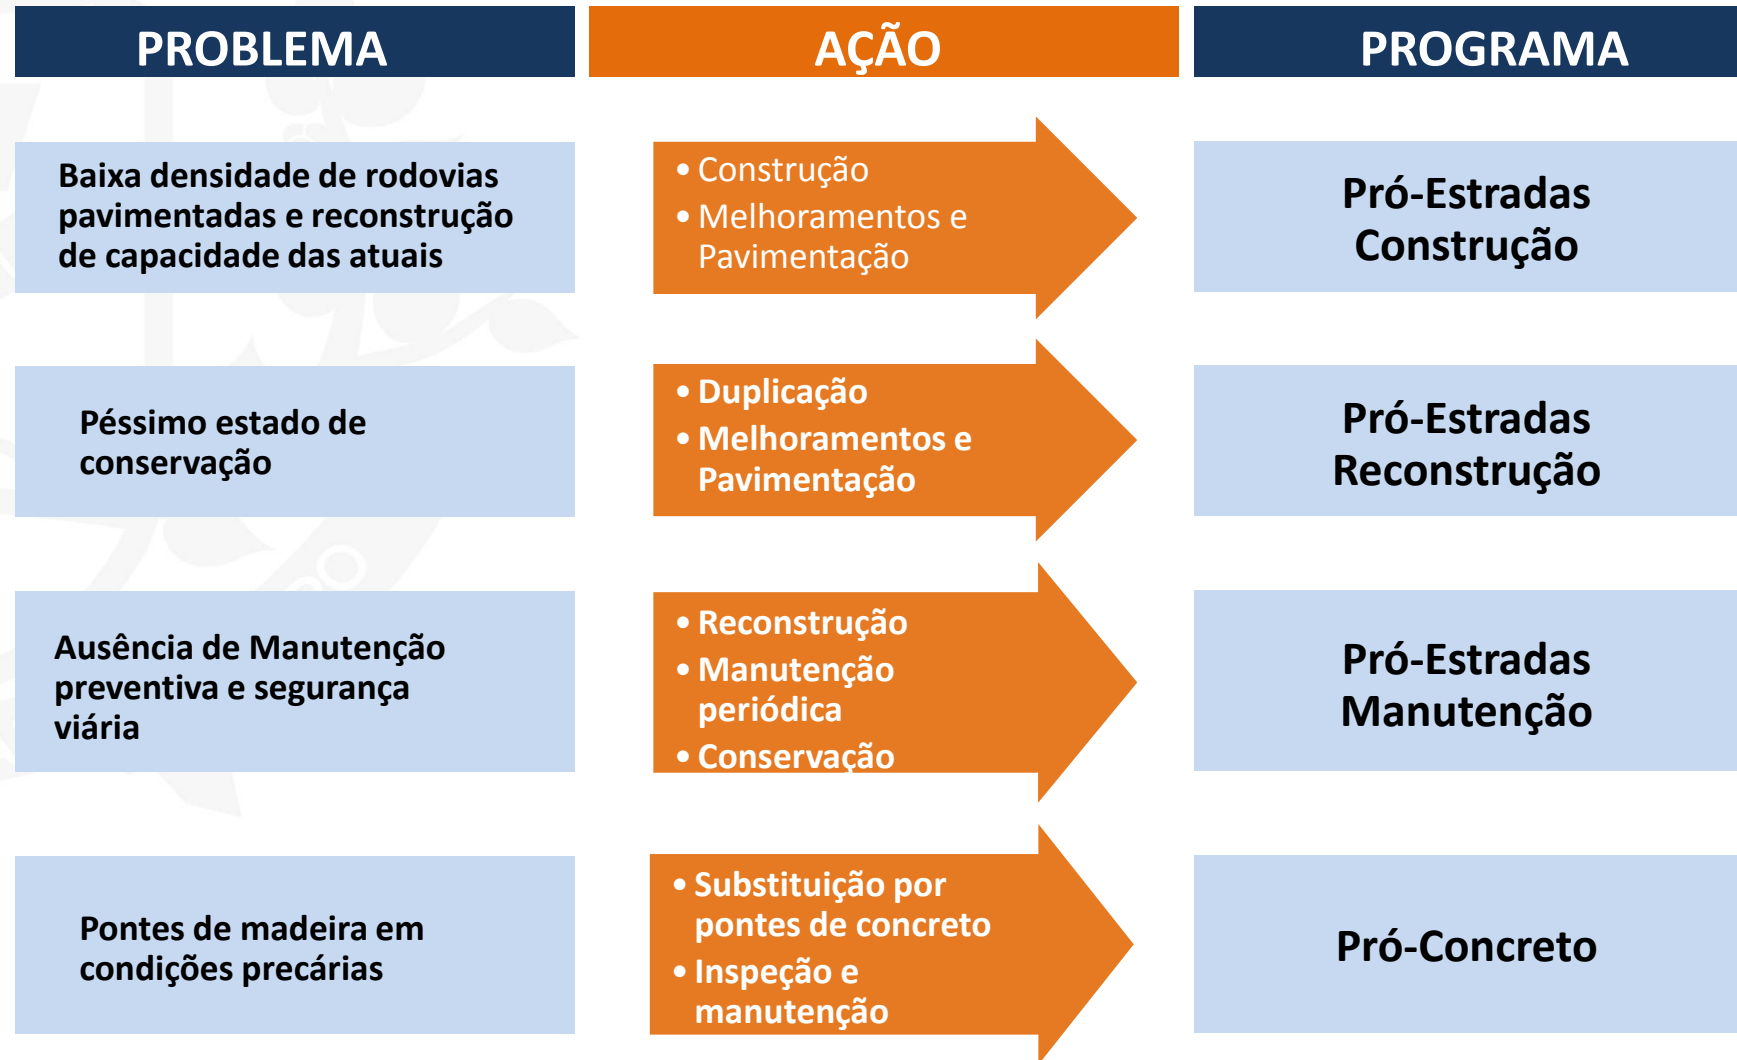 PROBLEMA
AÇÃO
PROGRAMA
Baixa densidade de rodovias
pavimentadas e reconstrução
de capacidade das atuais
• Construção
• Melhoramentos e
Pavimentação
Pró-Estradas
Construção
Péssimo estado de
conservação
• Duplicação
• Melhoramentos e
Pavimentação
Pró-Estradas
Reconstrução
Ausência de Manutenção
preventiva e segurança
viária
• Reconstrução
• Manutenção
periódica
• Conservação
Pró-Estradas
Manutenção
Pontes de madeira em
condições precárias
• Substituição por
pontes de concreto
• Inspeção e
manutenção
Pró-Concreto